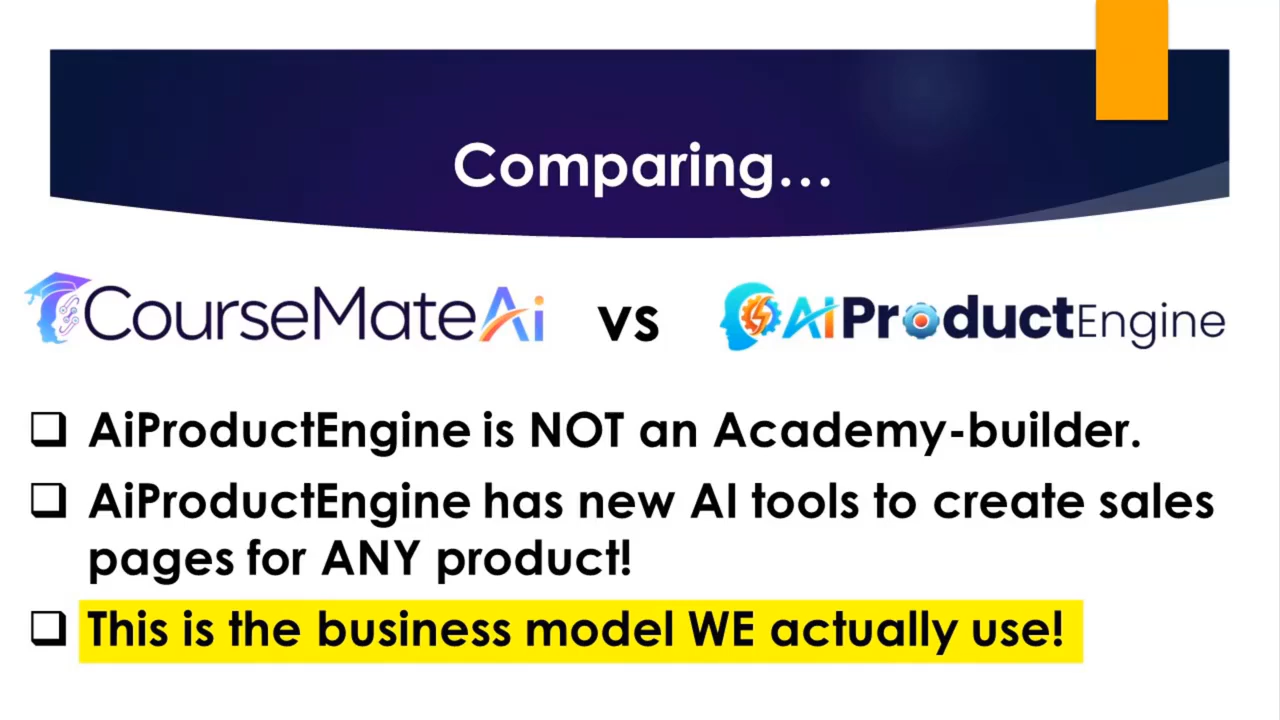 Comparing...
CourseMateAi vs AIProductEngine
AiProductEngine is NOT an Academy-builder.
AiProductEngine has new AI tools to create sales
pages for ANY product!
This is the business model WE actually use!